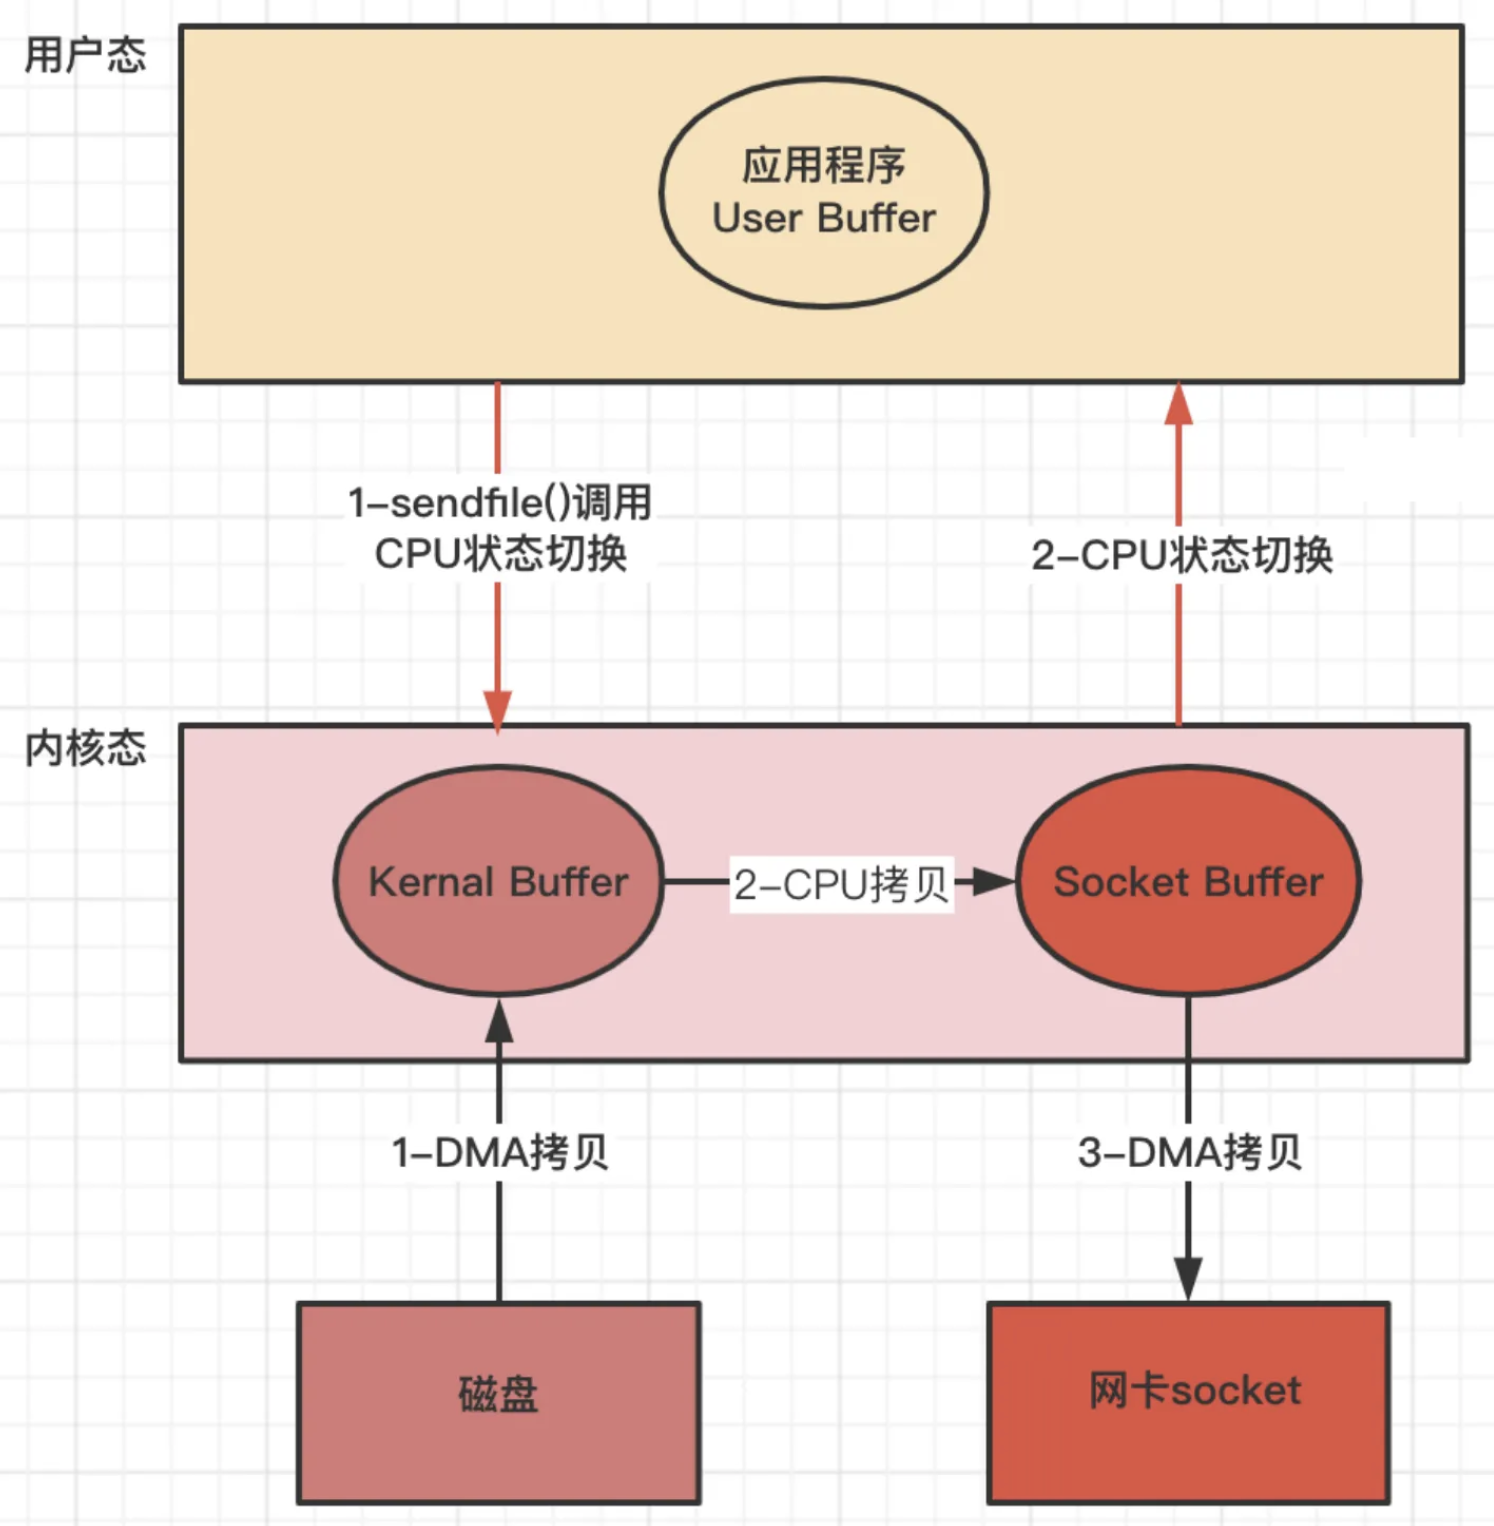 用户态
应用程序
User Buffer
1-sendfile()调用
CPU状态切换
2-CPU状态切换
内核态
Kernal Buffer
2-CPU拷贝
Socket Buffer
1-DMA拷贝
3-DMA拷贝
磁盘
网卡socket